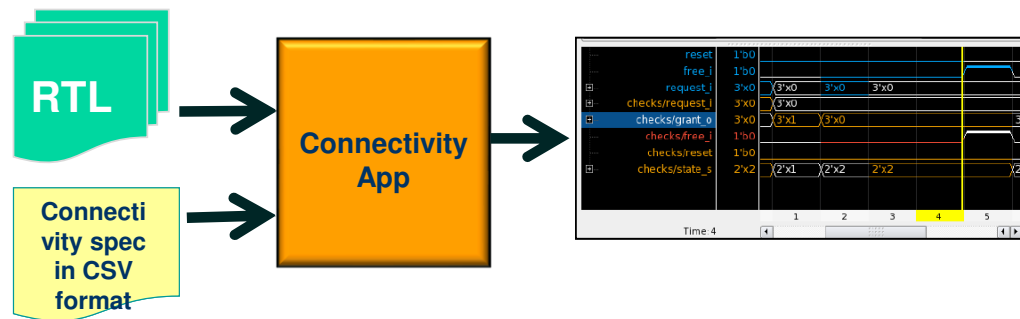 RTL
Connecti
vity spec
in CSV
format
Connectivity
App
reset 1'b0
free_i 1'b0
request_i 3'x0 3'x0 3'x0 3'x0
checks/request_i 3'x0 3'x0
checks/grant_o 3'x0 3'x1 3'x0 3
checks/free_i 1'b0
checks/reset 1'b0
checks/state_s 2'x2 2'x1 2'x2 2'x2 2
1 2 3 4 5
Time: 4